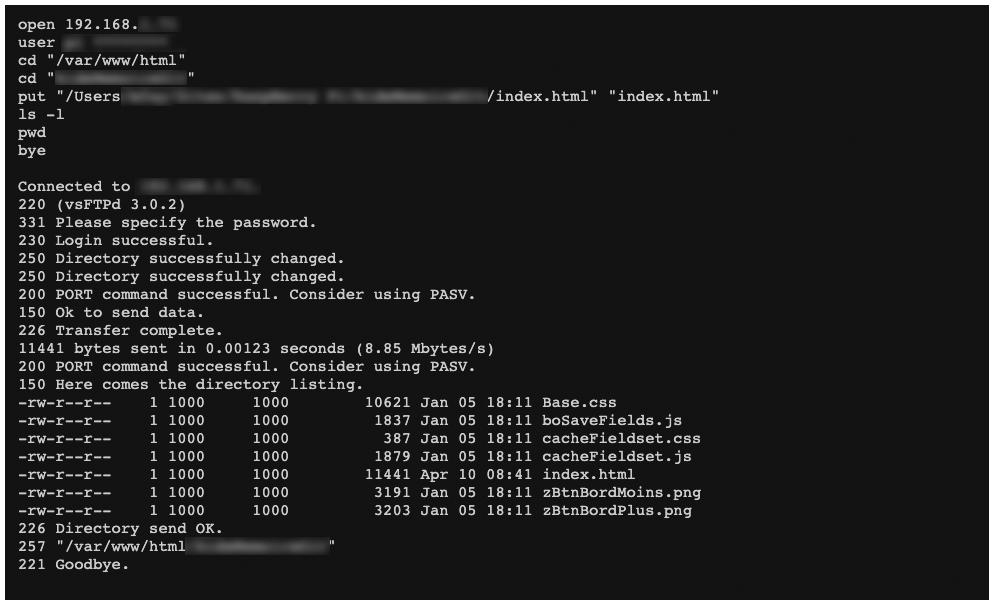 open 192.168.
user
cd "/var/www/html"
cd "            "
put "/Users                                       /index.html" "index.html"
ls -l
pwd
bye
Connected to
220 (vsFTPd 3.0.2)
331 Please specify the password.
230 Login successful.
250 Directory successfully changed.
250 Directory successfully changed.
200 PORT command successful. Consider using PASV.
150 Ok to send data.
226 Transfer complete.
11441 bytes sent in 0.00123 seconds (8.85 Mbytes/s)
200 PORT command successful. Consider using PASV.
150 Here comes the directory listing.
-rw-r--r--    1 1000     1000        10621 Jan 05 18:11 Base.css
-rw-r--r--    1 1000     1000         1837 Jan 05 18:11 boSaveFields.js
-rw-r--r--    1 1000     1000          387 Jan 05 18:11 cacheFieldset.css
-rw-r--r--    1 1000     1000         1879 Jan 05 18:11 cacheFieldset.js
-rw-r--r--    1 1000     1000        11441 Apr 10 08:41 index.html
-rw-r--r--    1 1000     1000         3191 Jan 05 18:11 zBtnBordMoins.png
-rw-r--r--    1 1000     1000         3203 Jan 05 18:11 zBtnBordPlus.png
226 Directory send OK.
257 "/var/www/html               "
221 Goodbye.